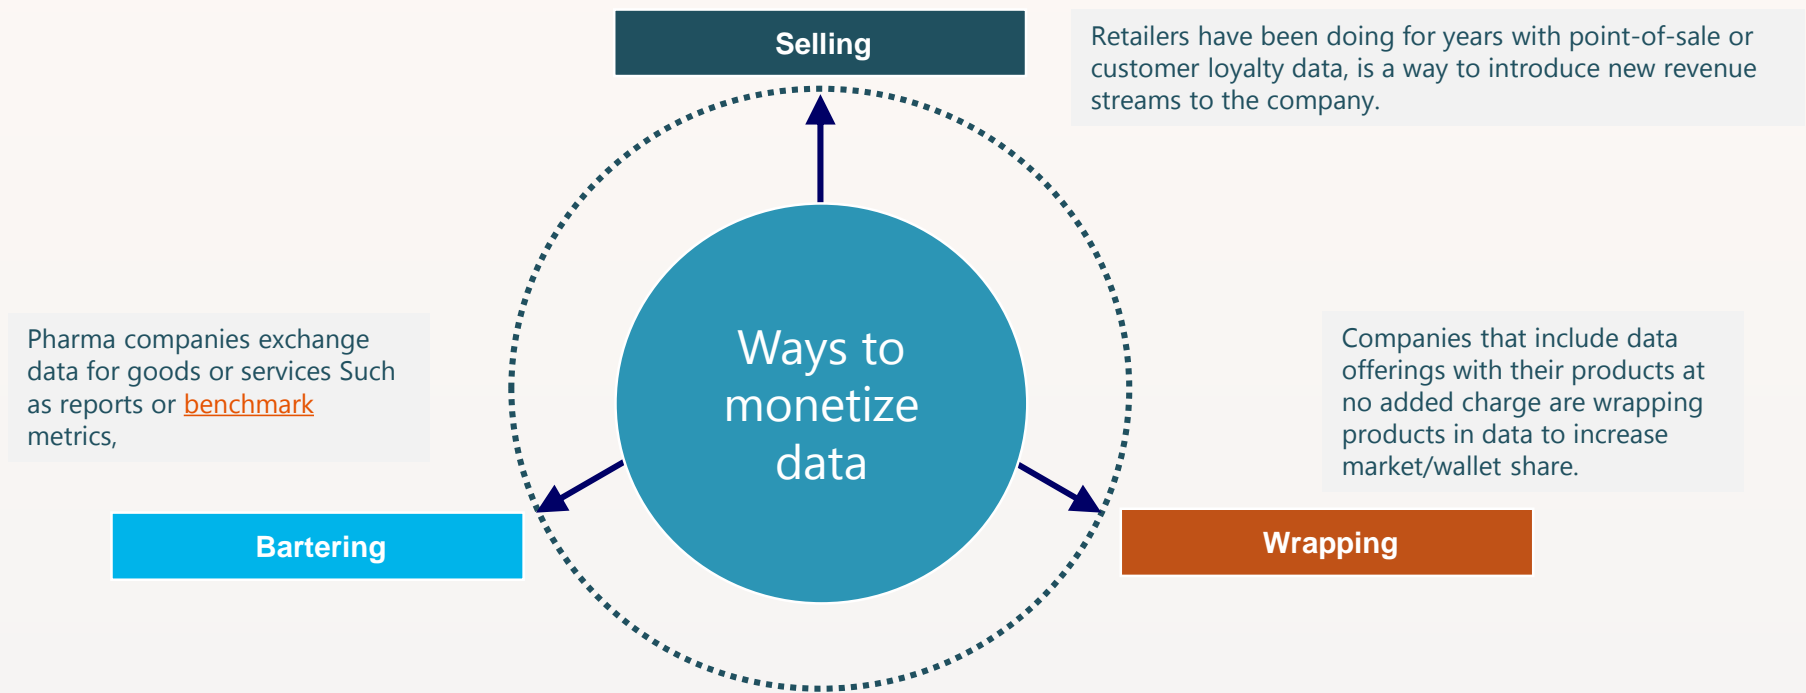 Selling
Retailers have been doing for years with point-of-sale or
customer loyalty data, is a way to introduce new revenue
streams to the company.
Ways to
monetize
data
Pharma companies exchange
data for goods or services Such
as reports or benchmark
metrics,
Bartering
Companies that include data
offerings with their products at
no added charge are wrapping
products in data to increase
market/wallet share.
Wrapping